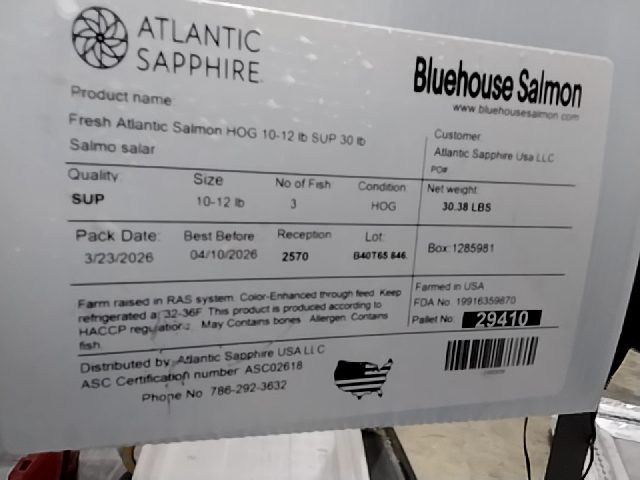 ATLANTIC
SAPPHIRE
Bluehouse Salmon
www.bluehousesalmon.com
Product name
Fresh Atlantic Salmon HOG 10-12 lb SUP 30 lb
Salmo salar
Customer
Atlantic Sapphire Usa LLC
PO#
Quality
Size
No of Fish
Condition
Net weight
SUP
10-12 lb
3
HOG
30.38 LBS
Pack Date
Best Before
Reception
Lot:
3/23/2026
04/10/2026
2570
B40T65 846
Box:1285981
Farm raised in RAS system. Color-Enhanced through feed. Keep
refrigerated a 32-36F This product is produced according to
HACCP regulations. May Contains bones. Allergen. Contains
fish.
Farmed in USA
FDA No: 19916359870
Pallet No: 29410
Distributed by: Atlantic Sapphire USA LLC
ASC Certification number ASC02618
Phone No 786-292-3632